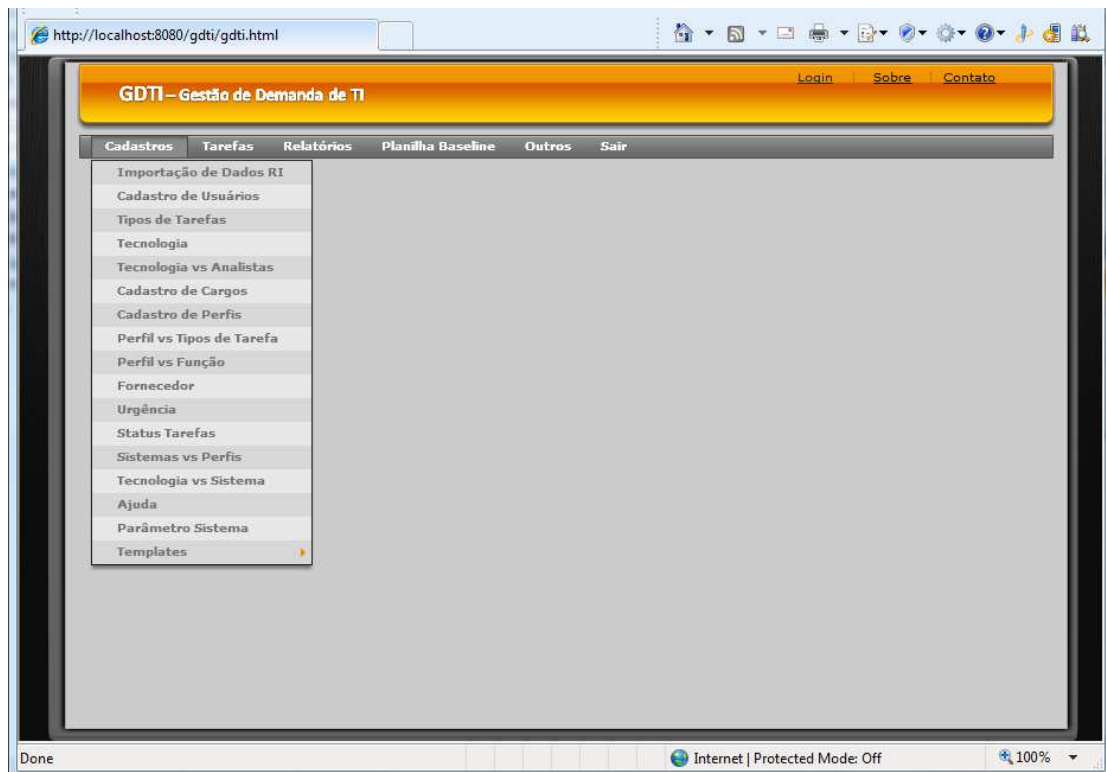 http://localhost:8080/gdti/gdti.html
Login Sobre Contato
GDTI – Gestão de Demanda de TI
Cadastros Tarefas Relatórios Planilha Baseline Outros Sair
Importação de Dados RI
Cadastro de Usuários
Tipos de Tarefas
Tecnologia
Tecnologia vs Analistas
Cadastro de Cargos
Cadastro de Perfis
Perfil vs Tipos de Tarefa
Perfil vs Função
Fornecedor
Urgência
Status Tarefas
Sistemas vs Perfis
Tecnologia vs Sistema
Ajuda
Parâmetro Sistema
Templates
Done Internet | Protected Mode: Off 100%